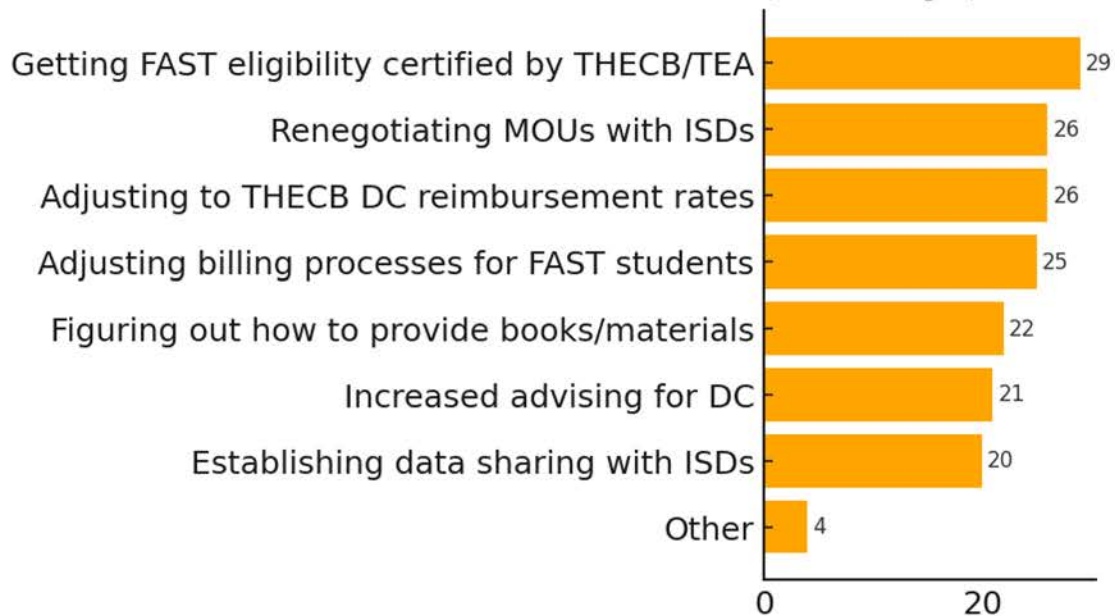 Getting FAST eligibility certified by THECB/TEA 29
Renegotiating MOUs with ISDs 26
Adjusting to THECB DC reimbursement rates 26
Adjusting billing processes for FAST students 25
Figuring out how to provide books/materials 22
Increased advising for DC 21
Establishing data sharing with ISDs 20
Other 4
0 20